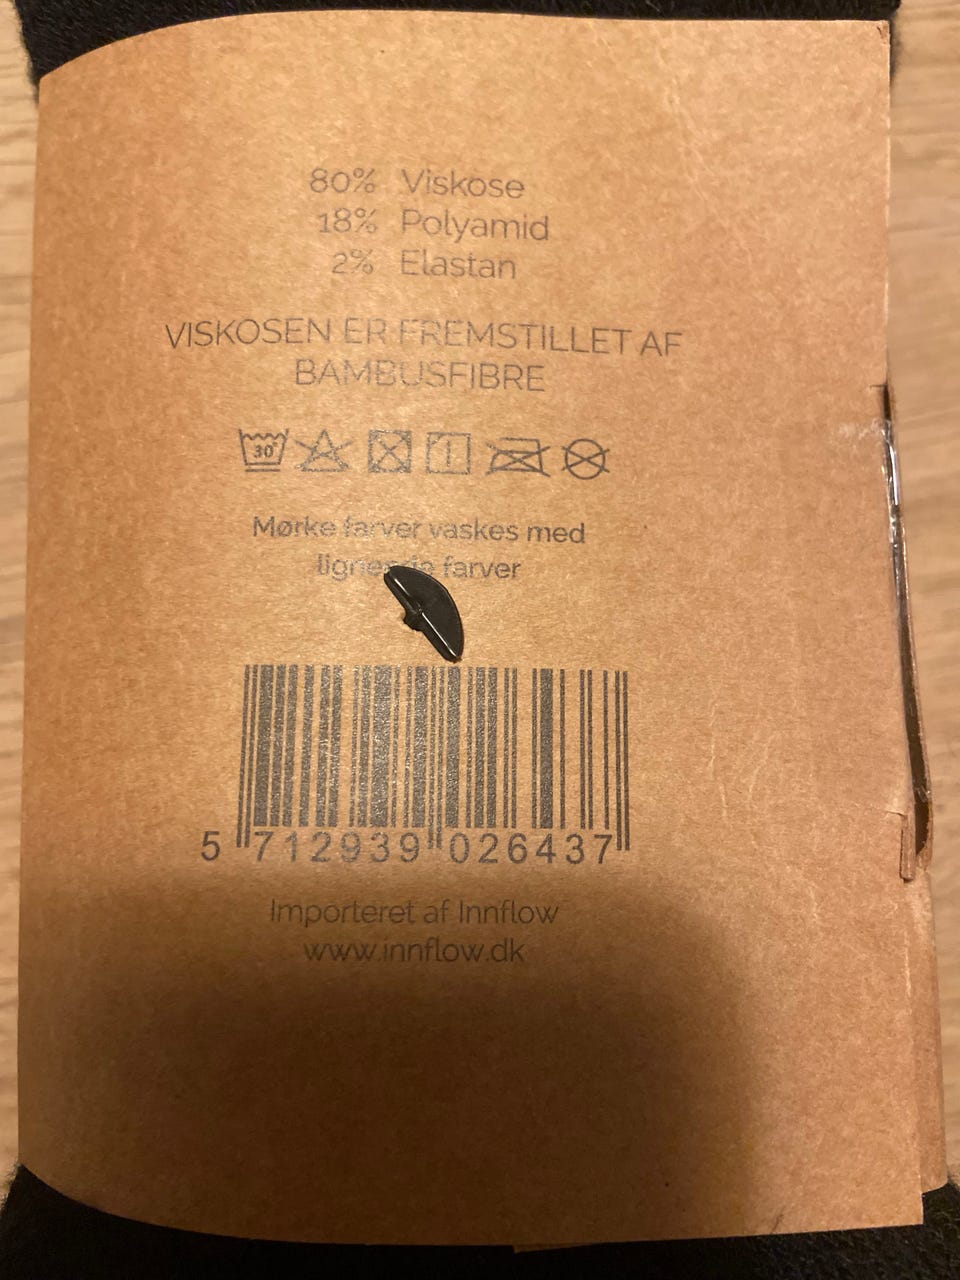 80% Viskose
18% Polyamid
2% Elastan
VISKOSEN ER FREMSTILLET AF
BAMBUSFIBRE
30°
Mørke farver vaskes med
lignende farver
5 712939 026437
Importeret af Innflow
www.innflow.dk